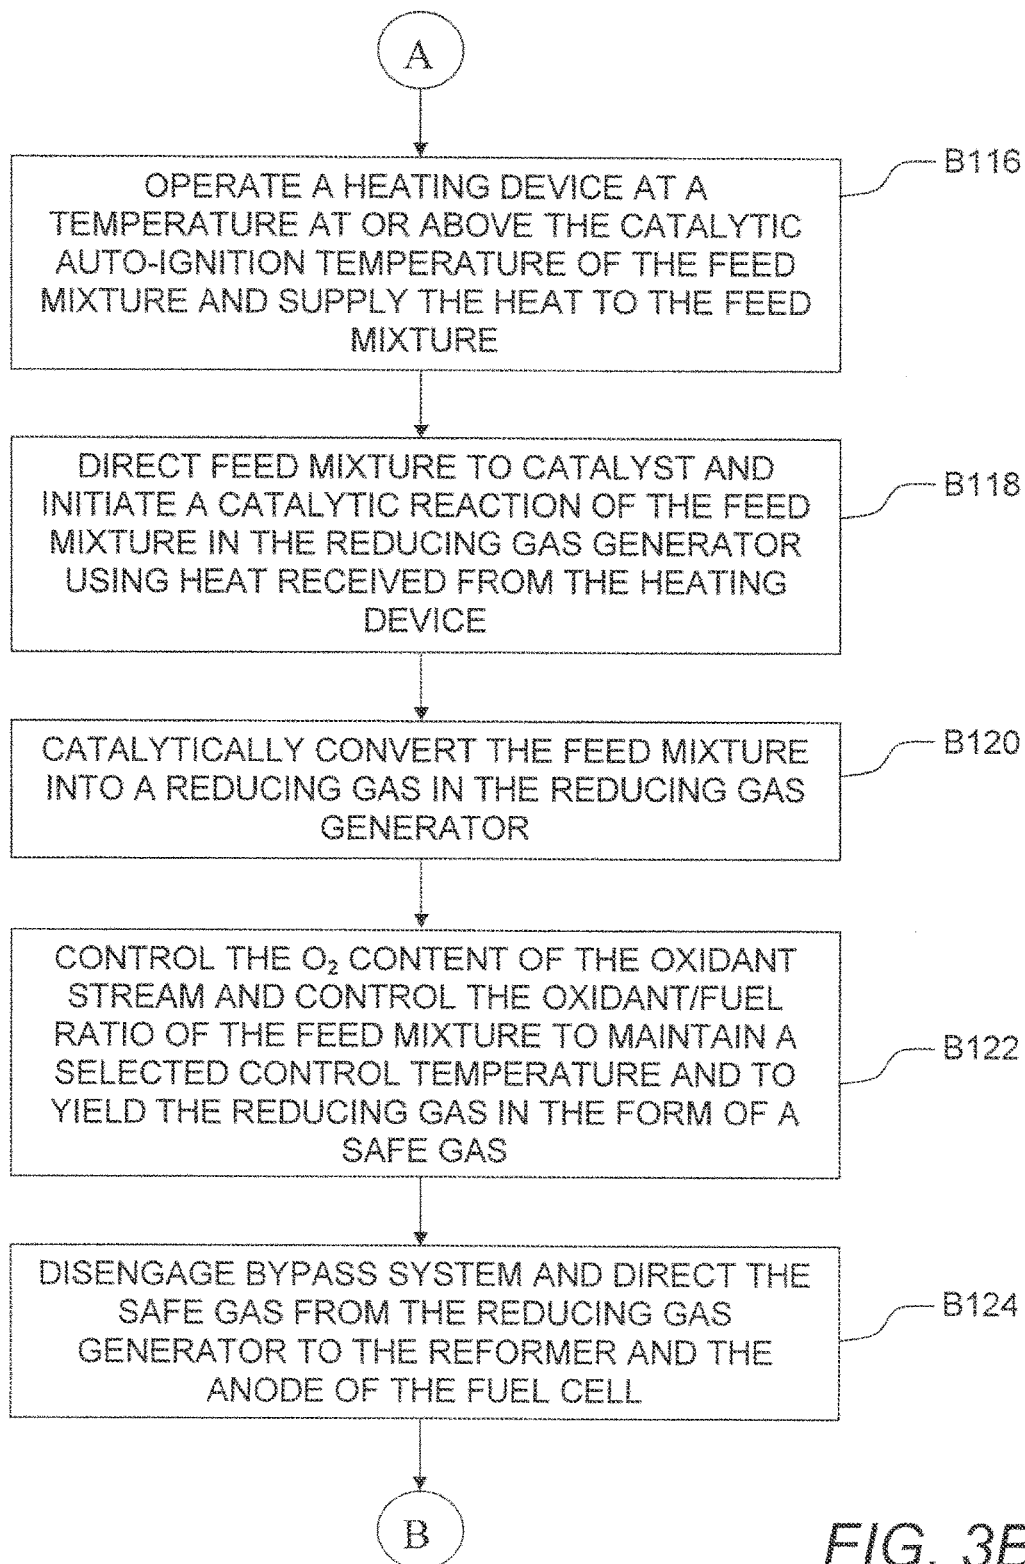 A
OPERATE A HEATING DEVICE AT A
TEMPERATURE AT OR ABOVE THE CATALYTIC
AUTO-IGNITION TEMPERATURE OF THE FEED
MIXTURE AND SUPPLY THE HEAT TO THE FEED
MIXTURE
B116
DIRECT FEED MIXTURE TO CATALYST AND
INITIATE A CATALYTIC REACTION OF THE FEED
MIXTURE IN THE REDUCING GAS GENERATOR
USING HEAT RECEIVED FROM THE HEATING
DEVICE
B118
CATALYTICALLY CONVERT THE FEED MIXTURE
INTO A REDUCING GAS IN THE REDUCING GAS
GENERATOR
B120
CONTROL THE O₂ CONTENT OF THE OXIDANT
STREAM AND CONTROL THE OXIDANT/FUEL
RATIO OF THE FEED MIXTURE TO MAINTAIN A
SELECTED CONTROL TEMPERATURE AND TO
YIELD THE REDUCING GAS IN THE FORM OF A
SAFE GAS
B122
DISENGAGE BYPASS SYSTEM AND DIRECT THE
SAFE GAS FROM THE REDUCING GAS
GENERATOR TO THE REFORMER AND THE
ANODE OF THE FUEL CELL
B124
B
FIG. 3B